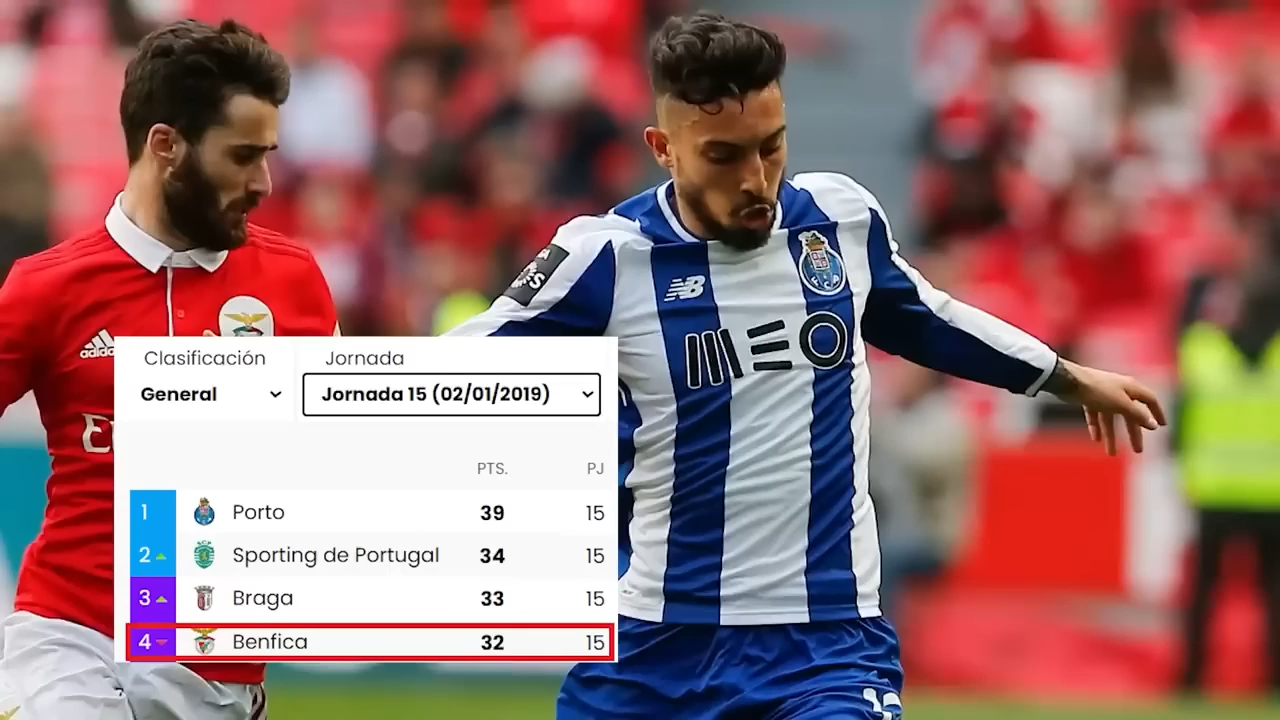 Clasificación Jornada
General Jornada 15 (02/01/2019)
PTS. PJ
1 Porto 39 15
2 Sporting de Portugal 34 15
3 Braga 33 15
4 Benfica 32 15
adidas
NB
MEO